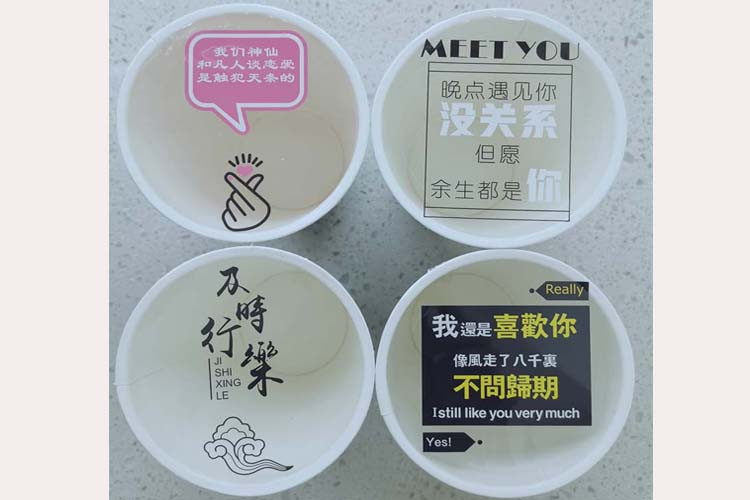 我们神仙
和凡人谈恋爱
是触犯天条的
MEET YOU
晚点遇见你
没关系
但愿
余生都是你
及時
行樂
JI
SHI
XING
LE
Really
我還是喜歡你
像風走了八千裏
不問歸期
I still like you very much
Yes!